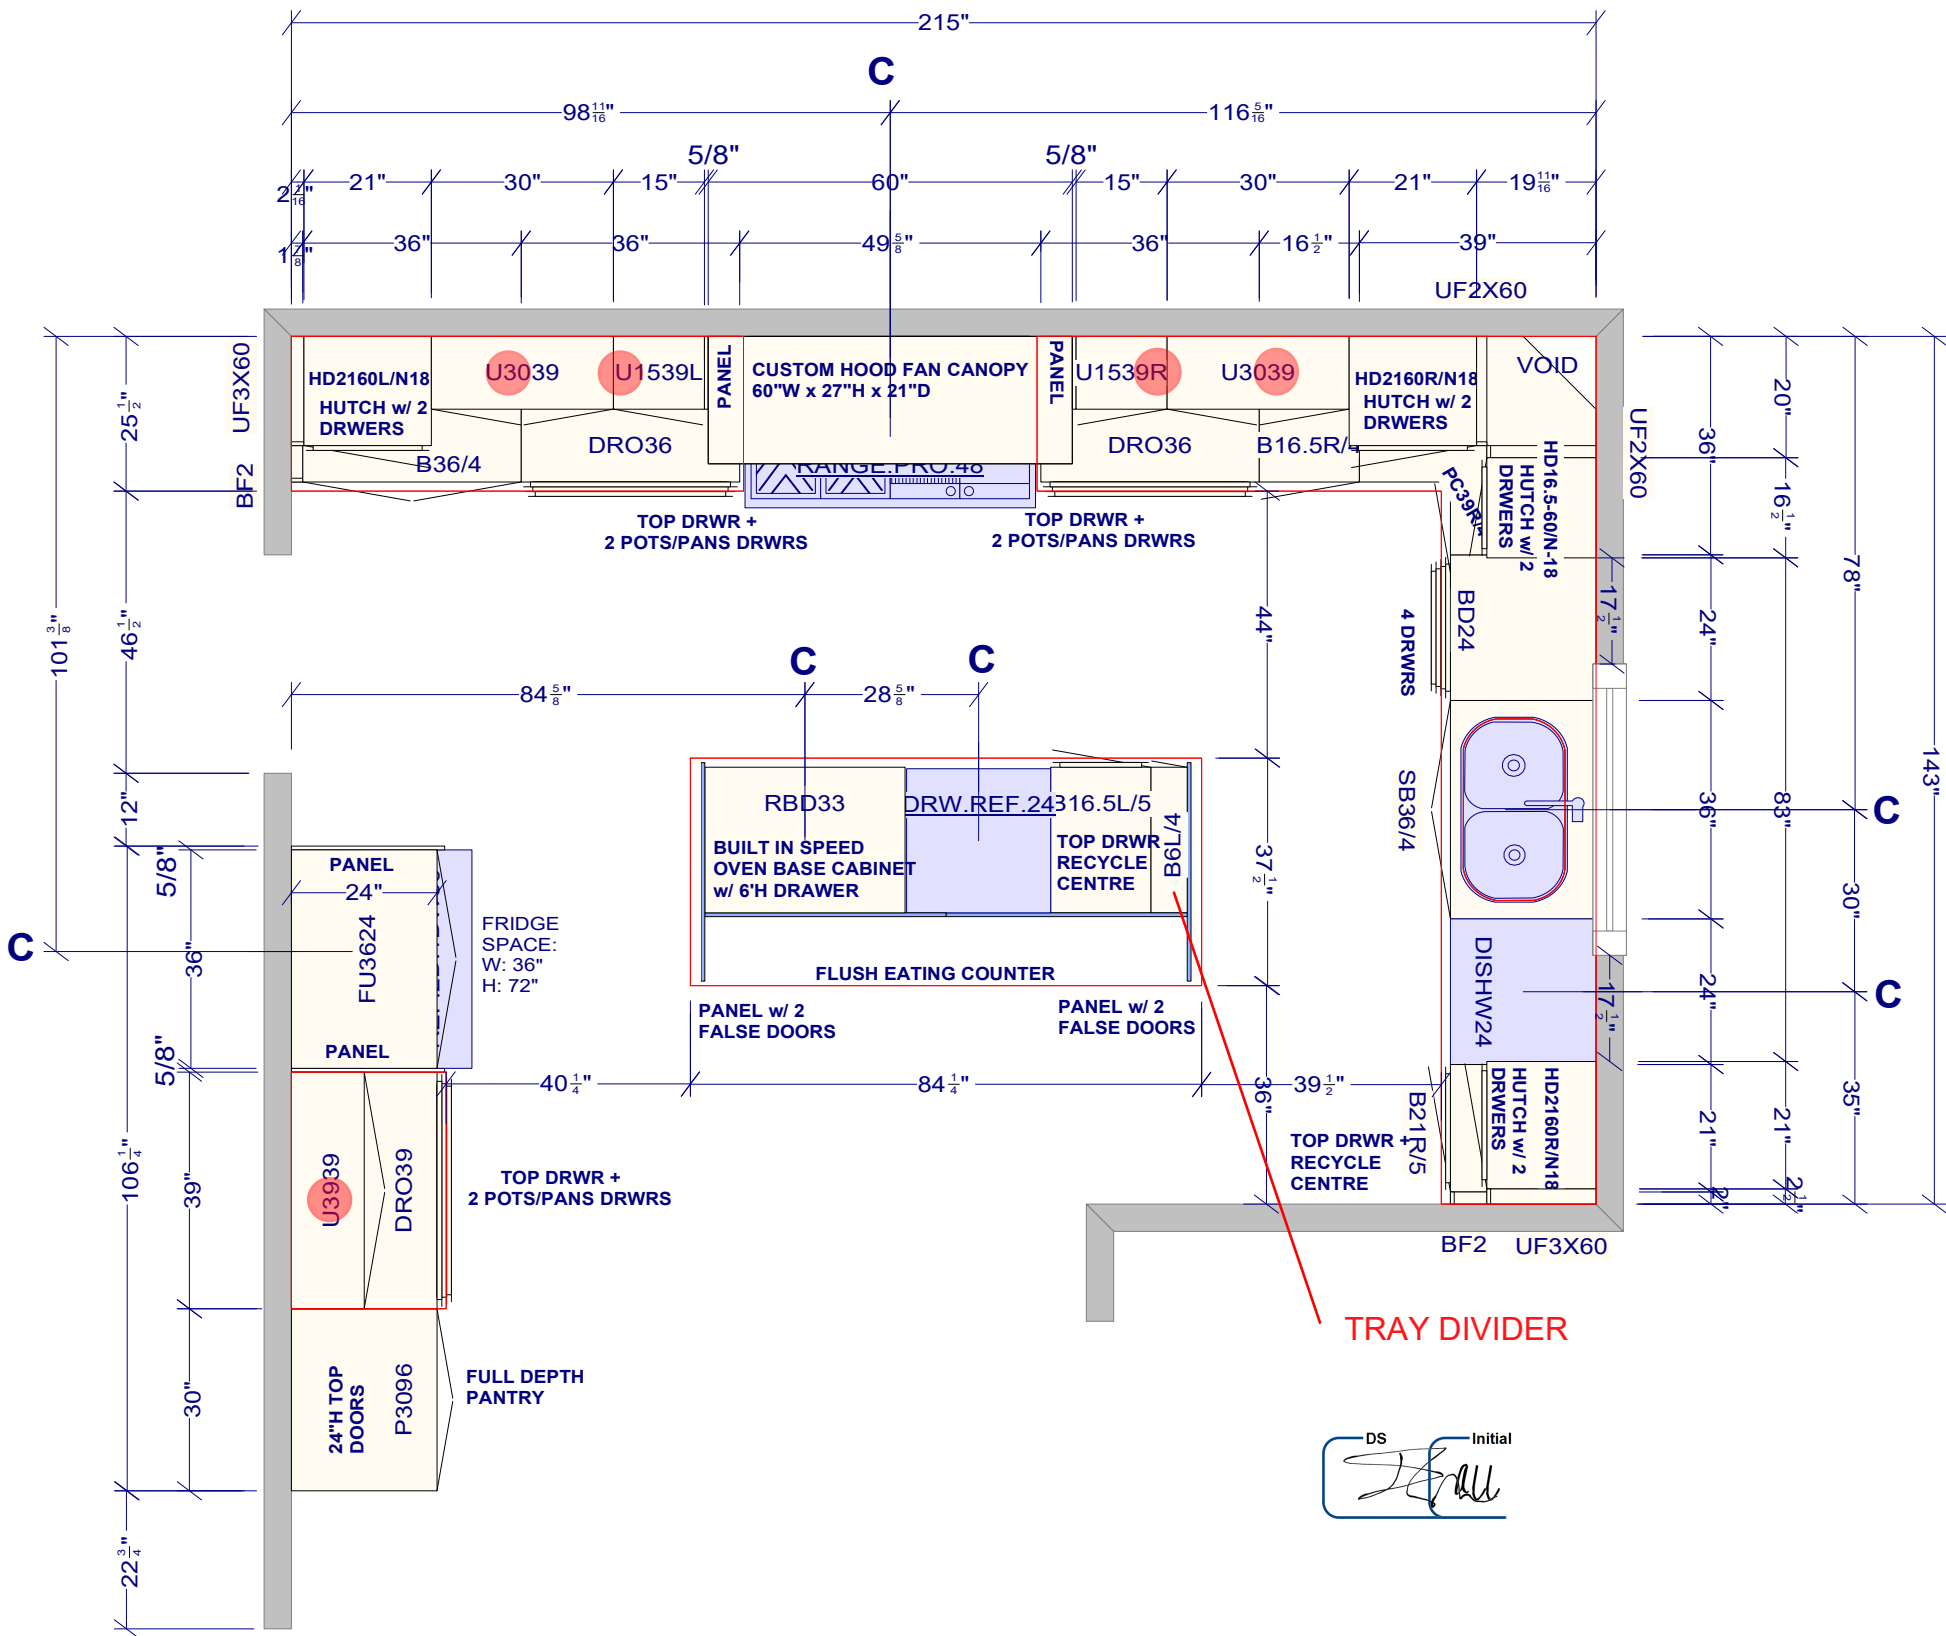 215"
C
98 11/16"
116 5/16"
5/8"
5/8"
2 1/16"
21"
30"
15"
60"
15"
30"
21"
19 11/16"
1 7/8"
36"
36"
49 5/8"
36"
16 1/2"
39"
UF2X60
UF3X60
BF2
HD2160L/N18
HUTCH w/ 2
DRWERS
U3039
U1539L
PANEL
CUSTOM HOOD FAN CANOPY
60"W x 27"H x 21"D
PANEL
U1539R
U3039
HD2160R/N18
HUTCH w/ 2
DRWERS
VOID
UF2X60
B36/4
DRO36
RANGE.PRO.48
DRO36
B16.5R/
PC39R/
HD16.5-60/N-18
HUTCH w/ 2
DRWERS
TOP DRWR +
2 POTS/PANS DRWRS
TOP DRWR +
2 POTS/PANS DRWRS
25 1/2"
46 1/2"
101 3/8"
12"
5/8"
36"
5/8"
106 1/4"
39"
30"
22 3/4"
C
44"
37 1/2"
36"
4 DRWRS
BD24
17 1/2"
SB36/4
DISHW24
17 1/2"
36"
24"
36"
24"
21"
2"
20"
16 1/2"
83"
21"
2 1/2"
78"
30"
35"
143"
C
C
C
C
84 5/8"
28 5/8"
RBD33
DRW.REF.24
B16.5L/5
B6L/4
BUILT IN SPEED
OVEN BASE CABINET
w/ 6'H DRAWER
TOP DRWR
RECYCLE
CENTRE
FLUSH EATING COUNTER
PANEL w/ 2
FALSE DOORS
PANEL w/ 2
FALSE DOORS
PANEL
24"
FU3624
PANEL
FRIDGE
SPACE:
W: 36"
H: 72"
40 1/4"
84 1/4"
39 1/2"
B21R/5
HD2160R/N18
HUTCH w/ 2
DRWERS
TOP DRWR +
RECYCLE
CENTRE
BF2
UF3X60
U3939
DRO39
TOP DRWR +
2 POTS/PANS DRWRS
TRAY DIVIDER
24"H TOP
DOORS
P3096
FULL DEPTH
PANTRY
DS
Initial